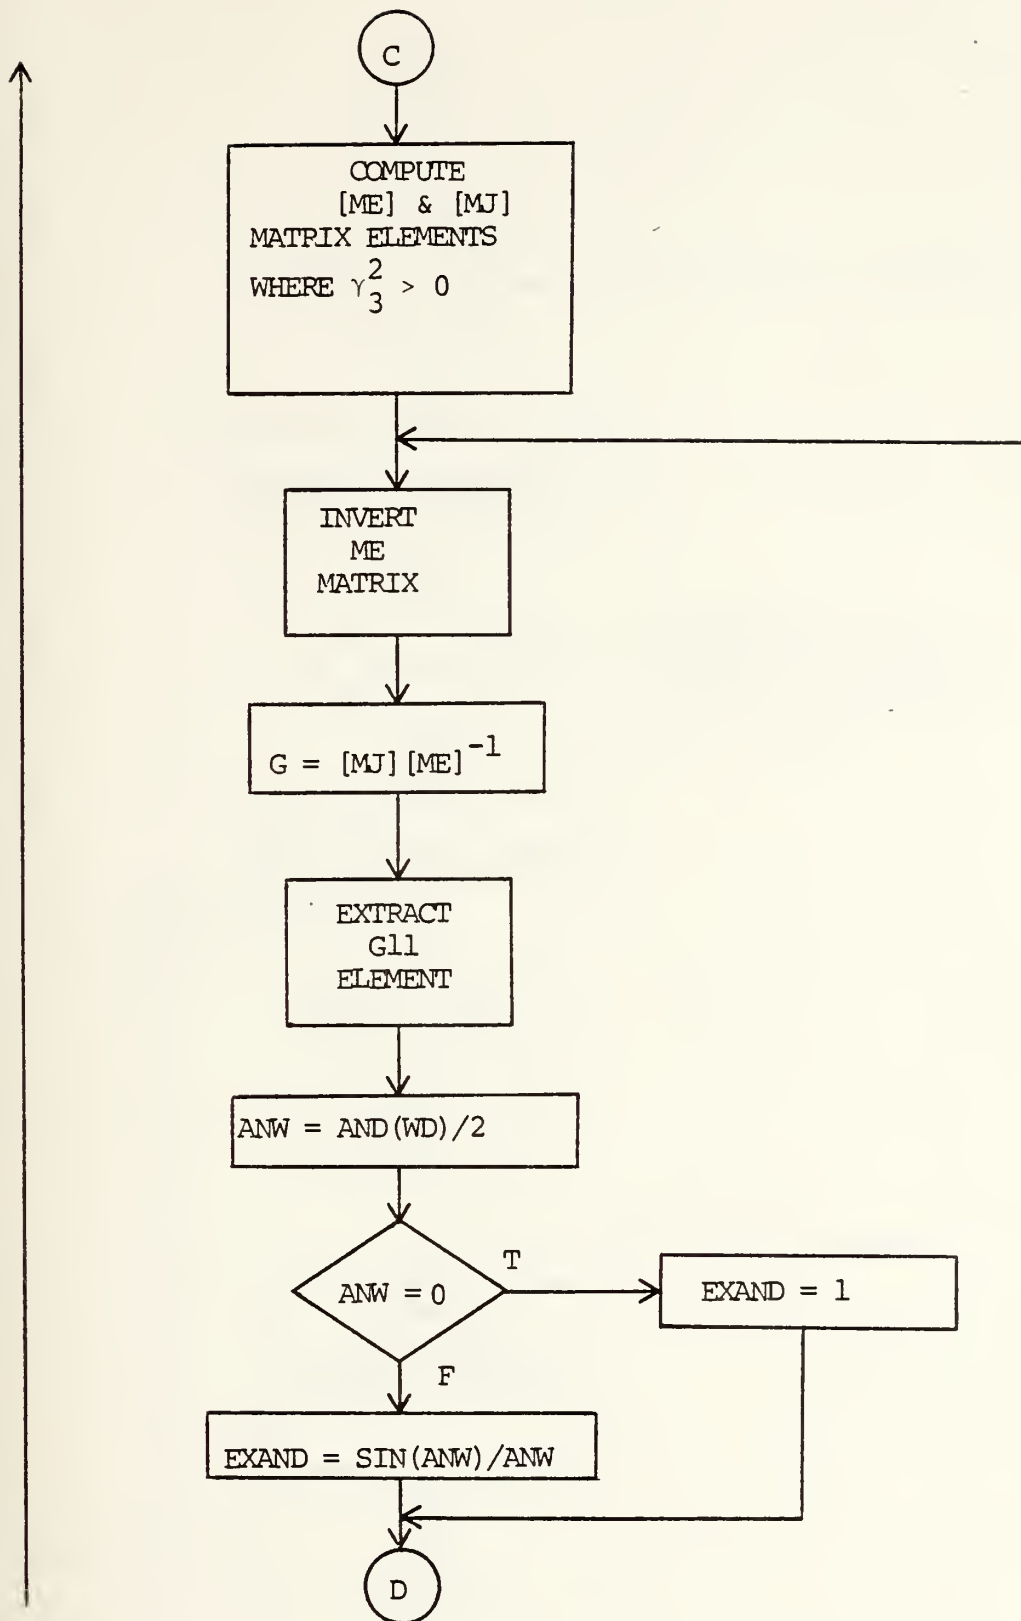 C
COMPUTE
[ME] & [MJ]
MATRIX ELEMENTS
WHERE γ₃² > 0
INVERT
ME
MATRIX
G = [MJ][ME]⁻¹
EXTRACT
G11
ELEMENT
ANW = AND(WD)/2
ANW = 0
T
EXAND = 1
F
EXAND = SIN(ANW)/ANW
D